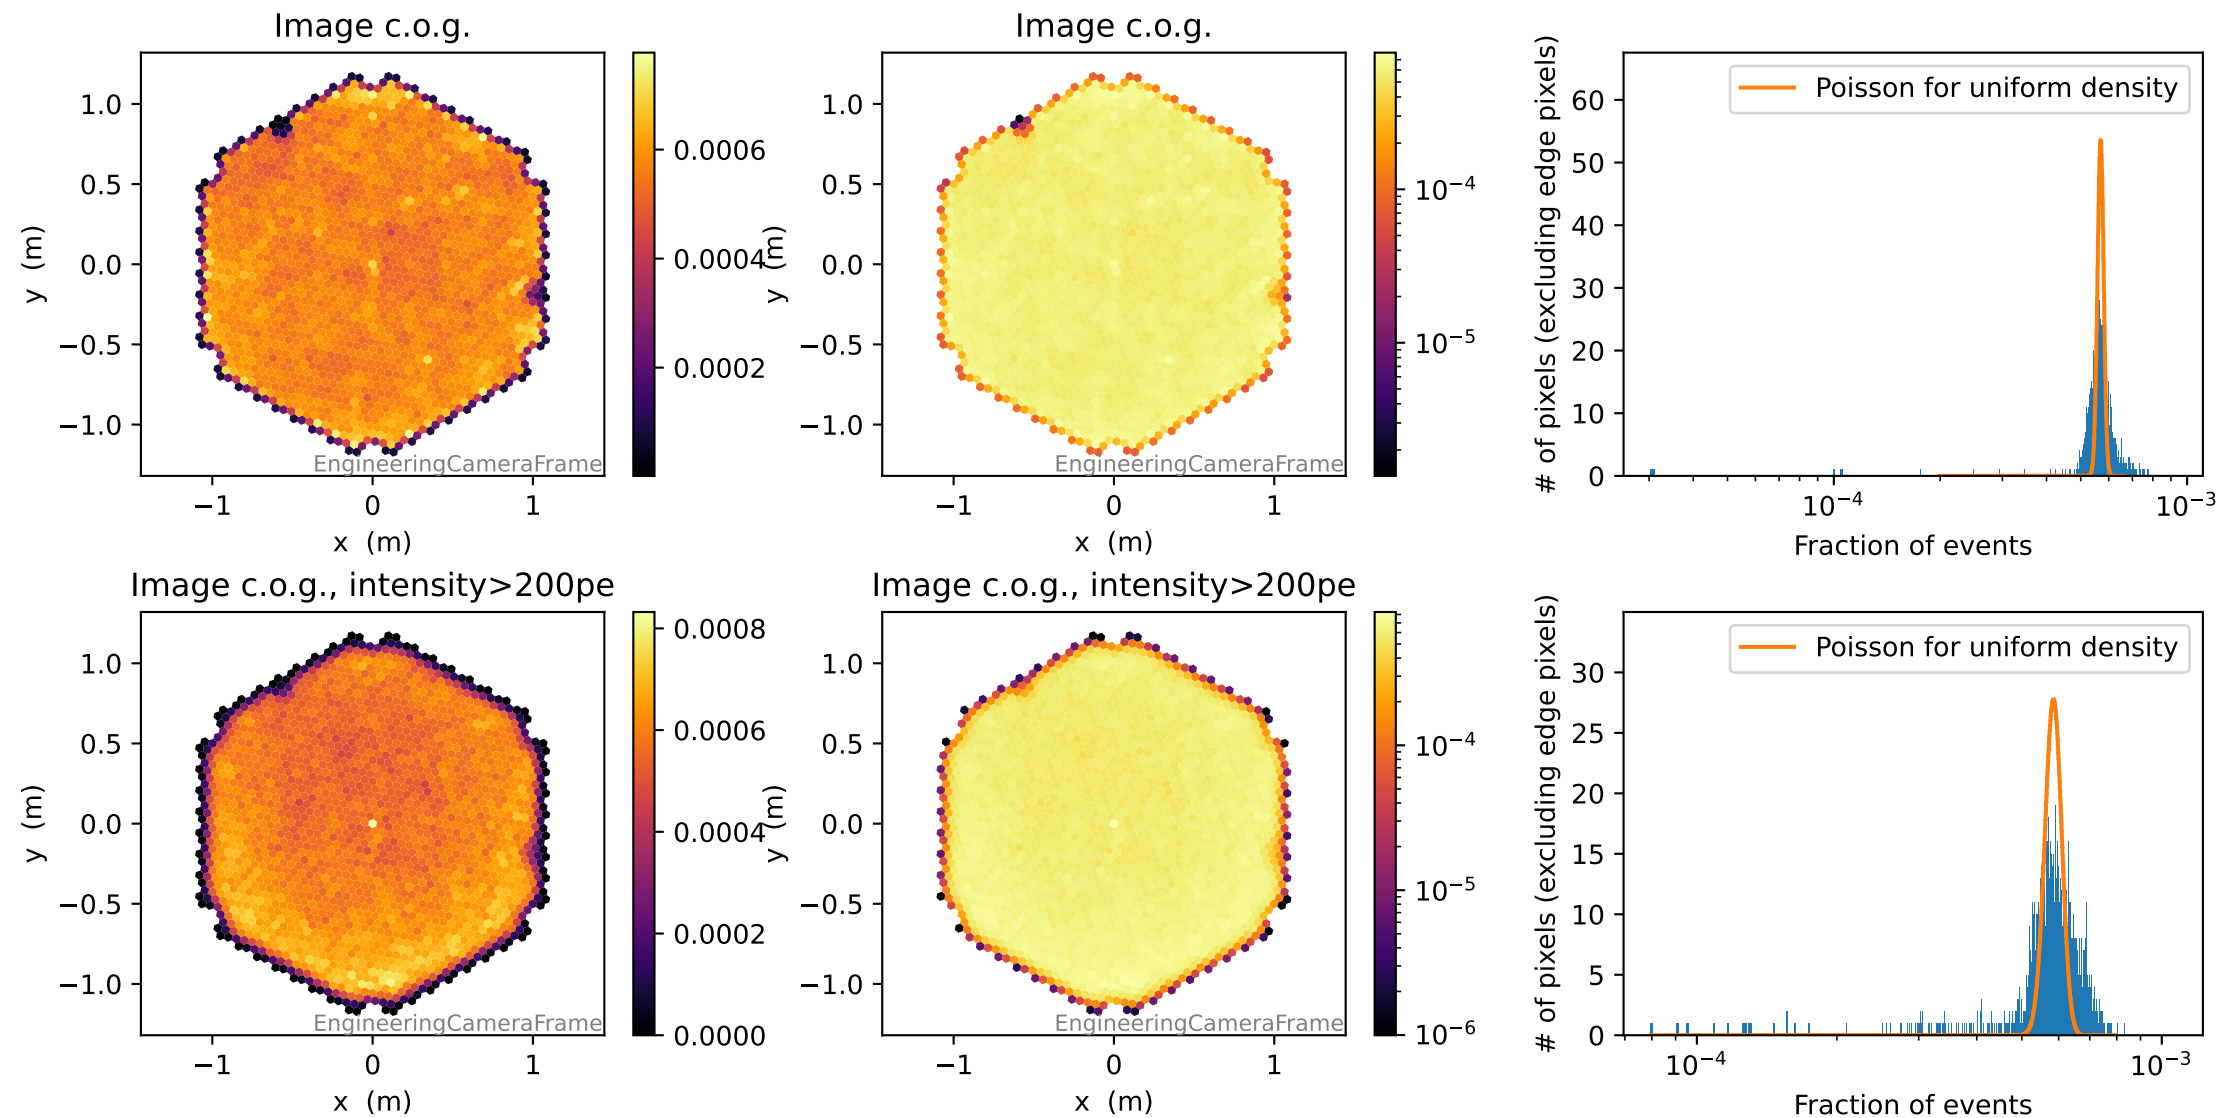 Image c.o.g.
1.0
0.5
0.0
−0.5
−1.0
y (m)
−1
0
1
x (m)
EngineeringCameraFrame
0.0006
0.0004
0.0002
Image c.o.g.
1.0
0.5
0.0
−0.5
−1.0
y (m)
−1
0
1
x (m)
EngineeringCameraFrame
10⁻⁴
10⁻⁵
Poisson for uniform density
# of pixels (excluding edge pixels)
60
50
40
30
20
10
0
10⁻⁴
10⁻³
Fraction of events
Image c.o.g., intensity>200pe
1.0
0.5
0.0
−0.5
−1.0
y (m)
−1
0
1
x (m)
EngineeringCameraFrame
0.0008
0.0006
0.0004
0.0002
0.0000
Image c.o.g., intensity>200pe
1.0
0.5
0.0
−0.5
−1.0
y (m)
−1
0
1
x (m)
EngineeringCameraFrame
10⁻⁴
10⁻⁵
10⁻⁶
Poisson for uniform density
# of pixels (excluding edge pixels)
30
25
20
15
10
5
0
10⁻⁴
10⁻³
Fraction of events